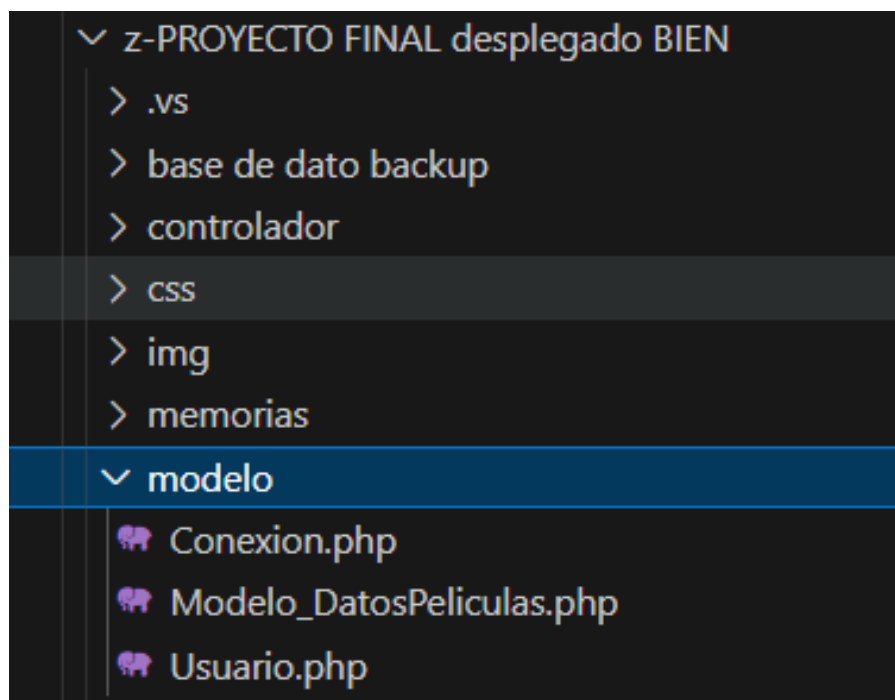 z-PROYECTO FINAL desplegado BIEN
.vs
base de dato backup
controlador
css
img
memorias
modelo
Conexion.php
Modelo_DatosPeliculas.php
Usuario.php